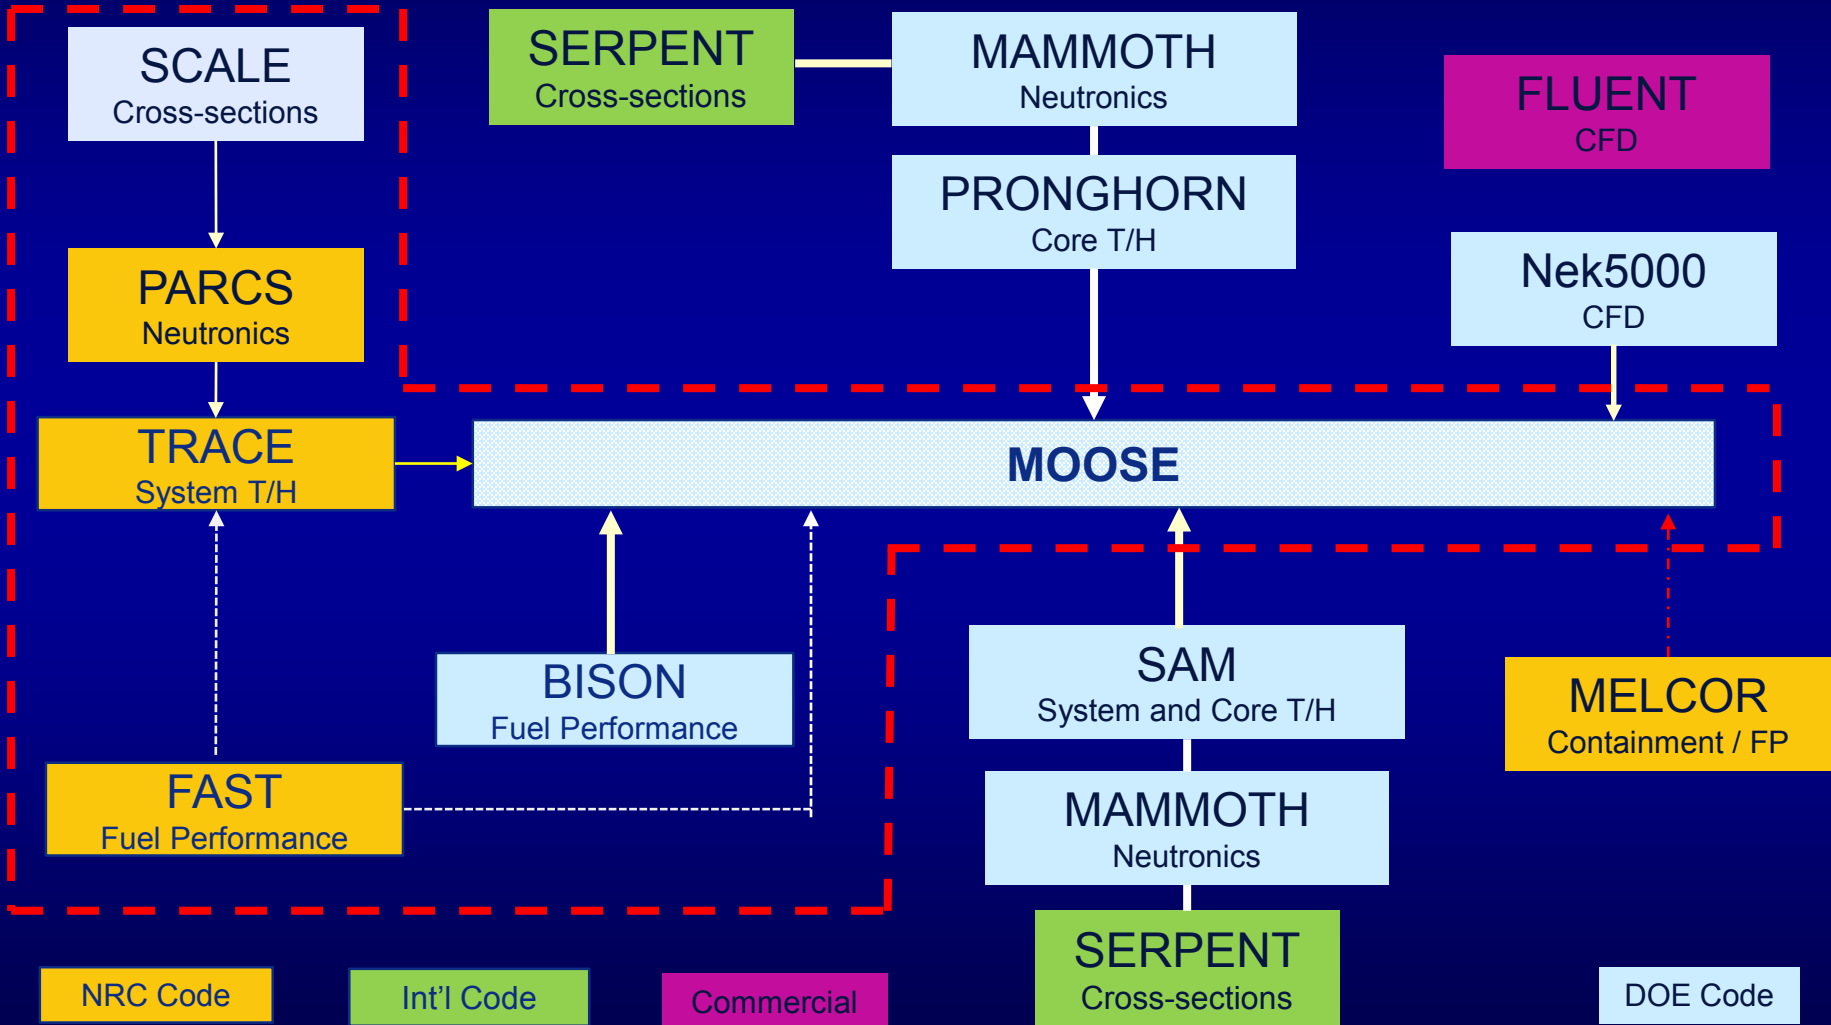 SCALE
Cross-sections
SERPENT
Cross-sections
MAMMOTH
Neutronics
FLUENT
CFD
PRONGHORN
Core T/H
PARCS
Neutronics
Nek5000
CFD
TRACE
System T/H
MOOSE
BISON
Fuel Performance
SAM
System and Core T/H
MELCOR
Containment / FP
FAST
Fuel Performance
MAMMOTH
Neutronics
SERPENT
Cross-sections
NRC Code
Int'l Code
Commercial
DOE Code